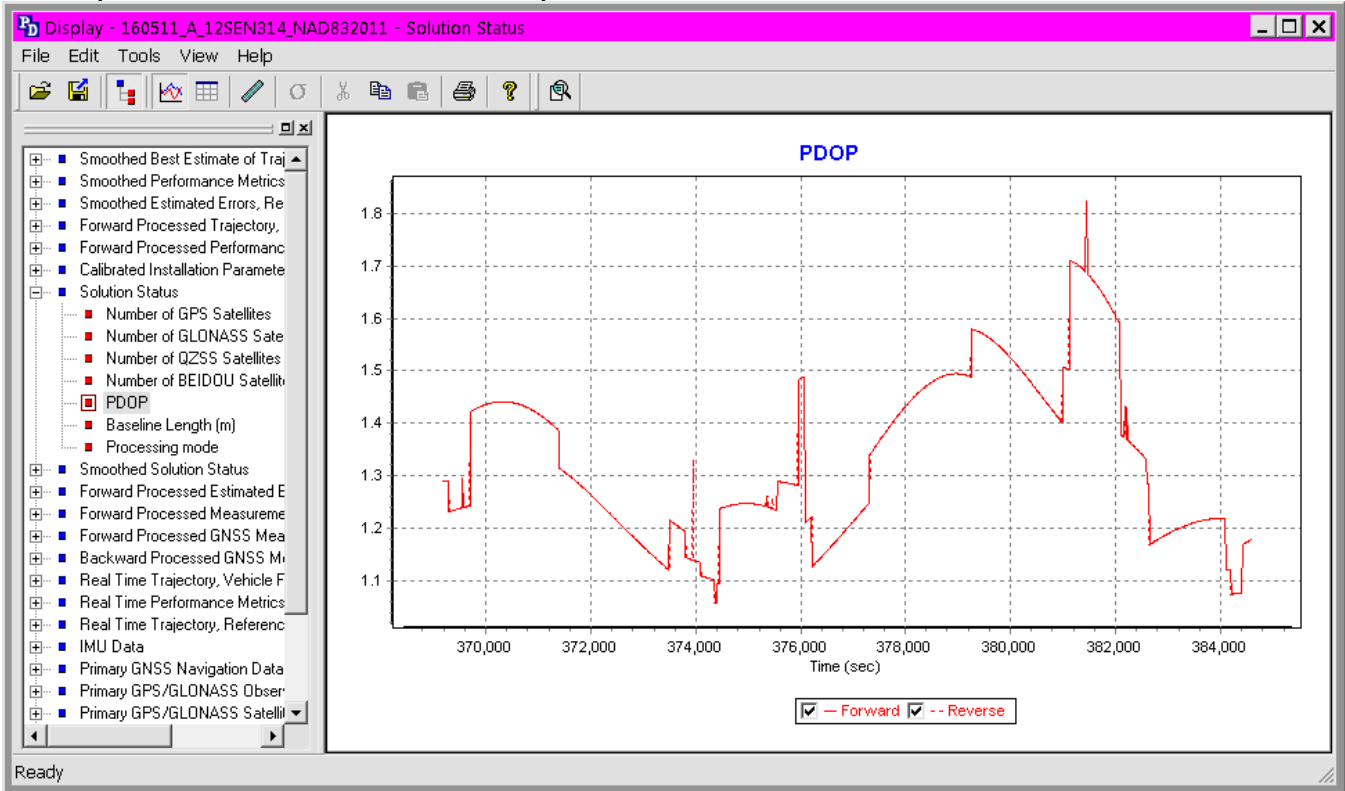 Display - 160511_A_12SEN314_NAD832011 - Solution Status
File Edit Tools View Help
Smoothed Best Estimate of Traj
Smoothed Performance Metrics
Smoothed Estimated Errors, Re
Forward Processed Trajectory,
Forward Processed Performanc
Calibrated Installation Paramete
Solution Status
Number of GPS Satellites
Number of GLONASS Sate
Number of QZSS Satellites
Number of BEIDOU Satellit
PDOP
Baseline Length (m)
Processing mode
Smoothed Solution Status
Forward Processed Estimated E
Forward Processed Measureme
Forward Processed GNSS Mea
Backward Processed GNSS M
Real Time Trajectory, Vehicle F
Real Time Performance Metrics
Real Time Trajectory, Referenc
IMU Data
Primary GNSS Navigation Data
Primary GPS/GLONASS Obser
Primary GPS/GLONASS Satelli
PDOP
1.8
1.7
1.6
1.5
1.4
1.3
1.2
1.1
370,000 372,000 374,000 376,000 378,000 380,000 382,000 384,000
Time (sec)
Forward Reverse
Ready